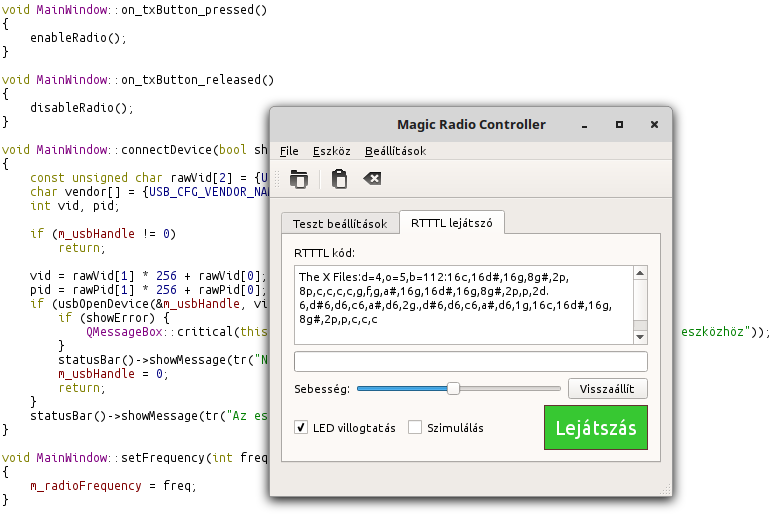 void MainWindow::on_txButton_pressed()
{
enableRadio();
}
void MainWindow::on_txButton_released()
{
disableRadio();
}
void MainWindow::connectDevice(bool sh
{
const unsigned char rawVid[2] = {U
char vendor[] = {USB_CFG_VENDOR_NA
int vid, pid;
if (m_usbHandle != 0)
return;
vid = rawVid[1] * 256 + rawVid[0];
pid = rawPid[1] * 256 + rawPid[0];
if (usbOpenDevice(&m_usbHandle, vi
if (showError) {
QMessageBox::critical(this
eszközhöz"));
}
statusBar()->showMessage(tr("N
m_usbHandle = 0;
return;
}
statusBar()->showMessage(tr("Az es
}
void MainWindow::setFrequency(int freq
{
m_radioFrequency = freq;
}
Magic Radio Controller
File Eszköz Beállítások
Teszt beállítások RTTTL lejátszó
RTTTL kód:
The X Files:d=4,o=5,b=112:16c,16d#,16g,8g#,2p,
8p,c,c,c,c,g,f,g,a#,16g,16d#,16g,8g#,2p,p,2d.
6,d#6,d6,c6,a#,d6,2g.,d#6,d6,c6,a#,d6,1g,16c,16d#,16g,
8g#,2p,p,c,c,c
Sebesség: Visszaállít
LED villogtatás Szimulálás Lejátszás